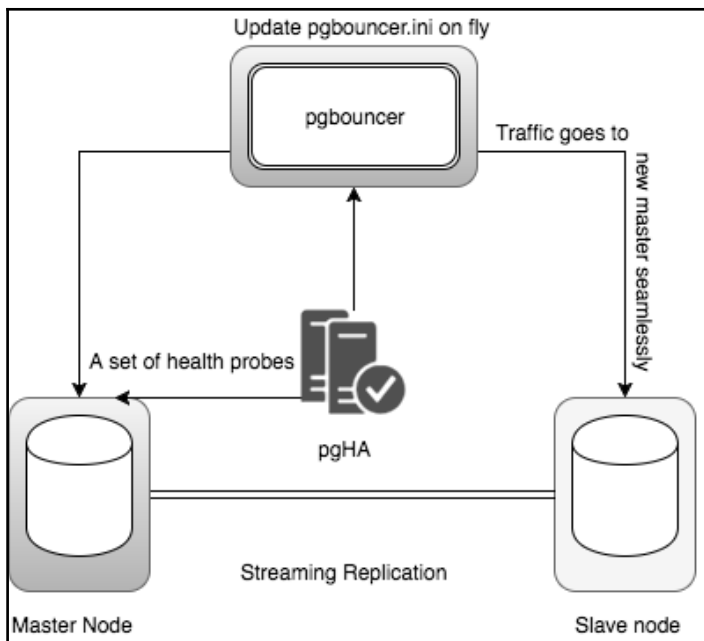 Update pgbouncer.ini on fly
pgbouncer
Traffic goes to
new master seamlessly
A set of health probes
pgHA
Streaming Replication
Master Node
Slave node